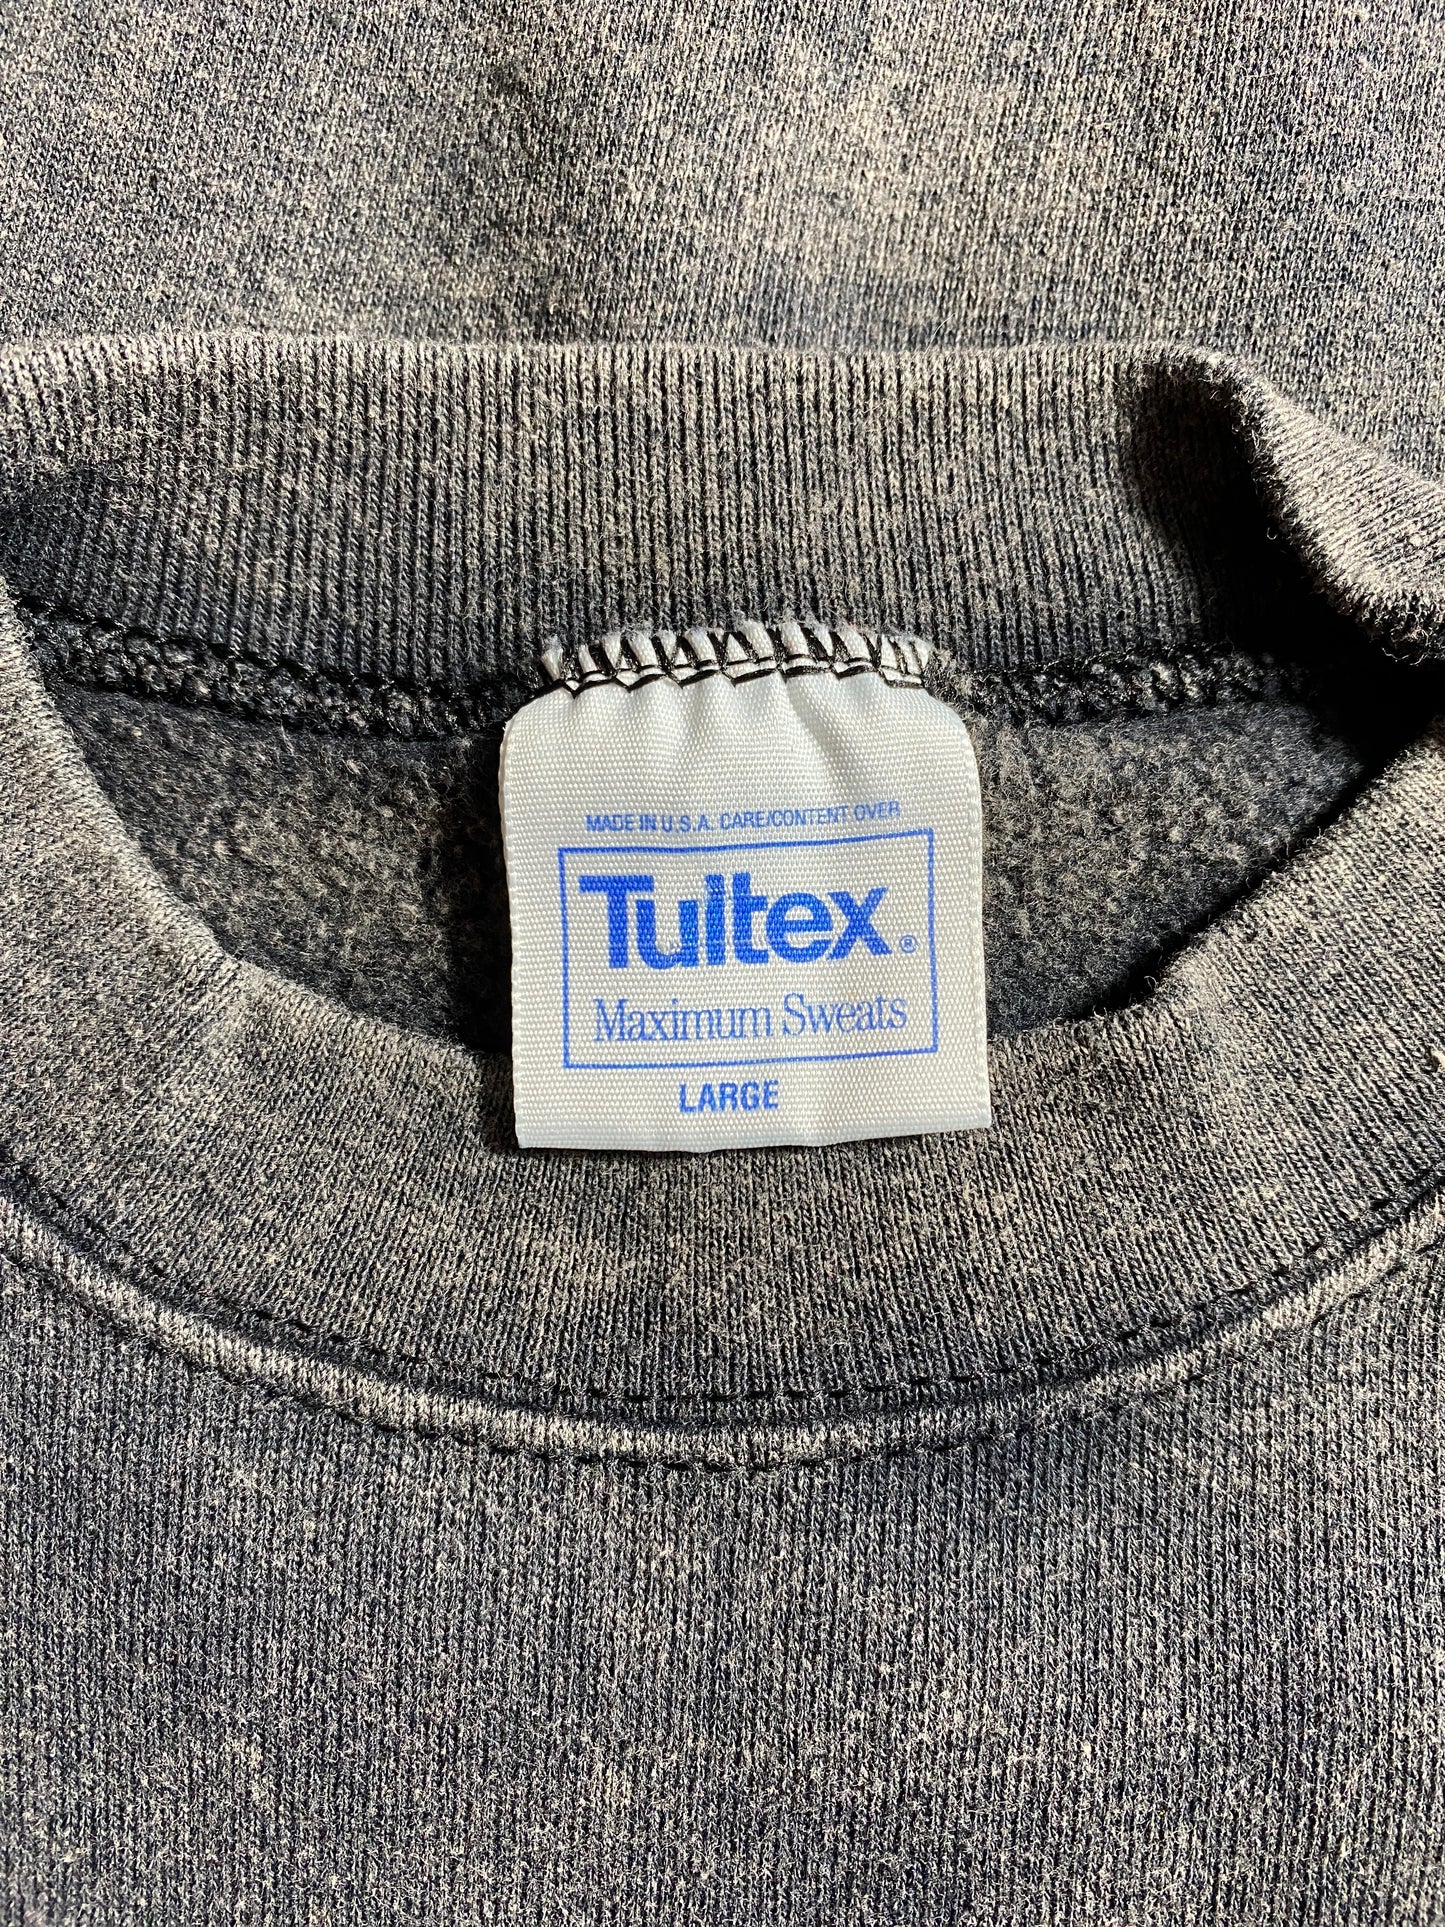 MADE IN U.S.A. CARE/CONTENT OVER
Tultex®
Maximum Sweats
LARGE